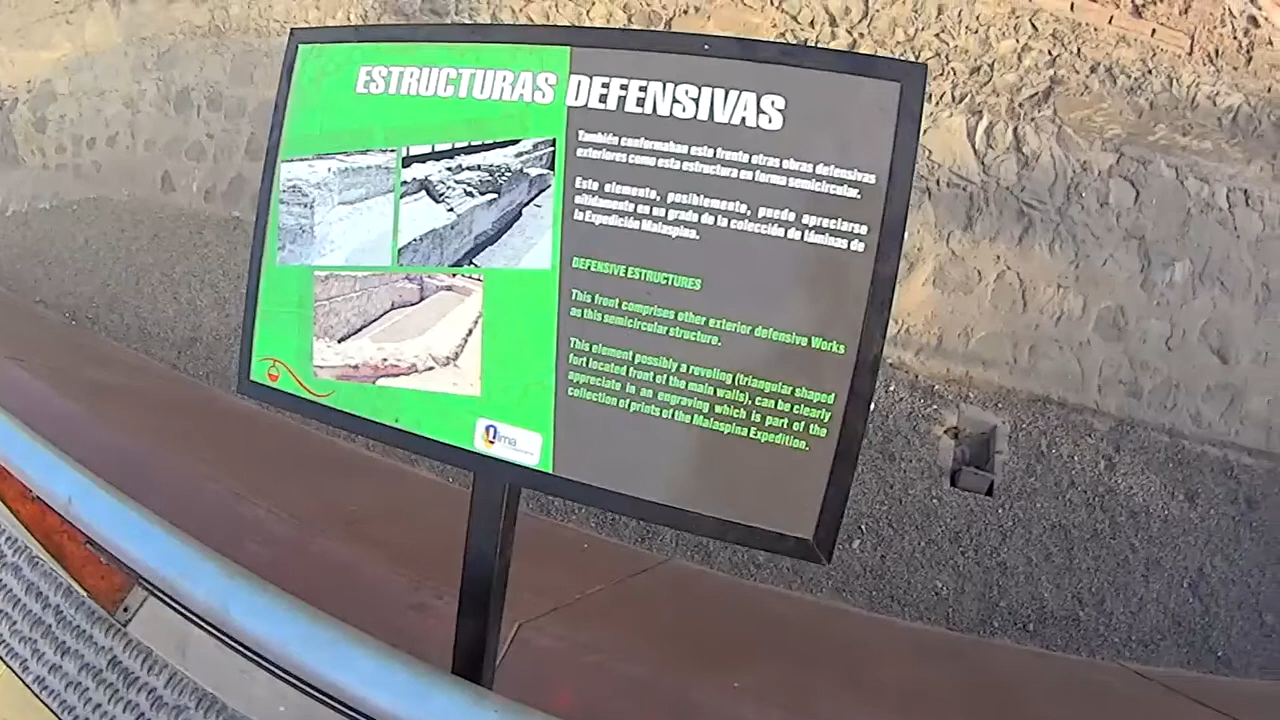 ESTRUCTURAS DEFENSIVAS
También conformaban este frente otras obras defensivas
exteriores como esta estructura en forma semicircular.
Este elemento, posiblemente, puede apreciarse
nítidamente en un grado de la colección de láminas de
la Expedición Malaspina.
DEFENSIVE ESTRUCTURES
This front comprises other exterior defensive Works
as this semicircular structure.
This element possibly a reveling (triangular shaped
fort located front of the main walls), can be clearly
appreciate in an engraving which is part of the
collection of prints of the Malaspina Expedition.
lima